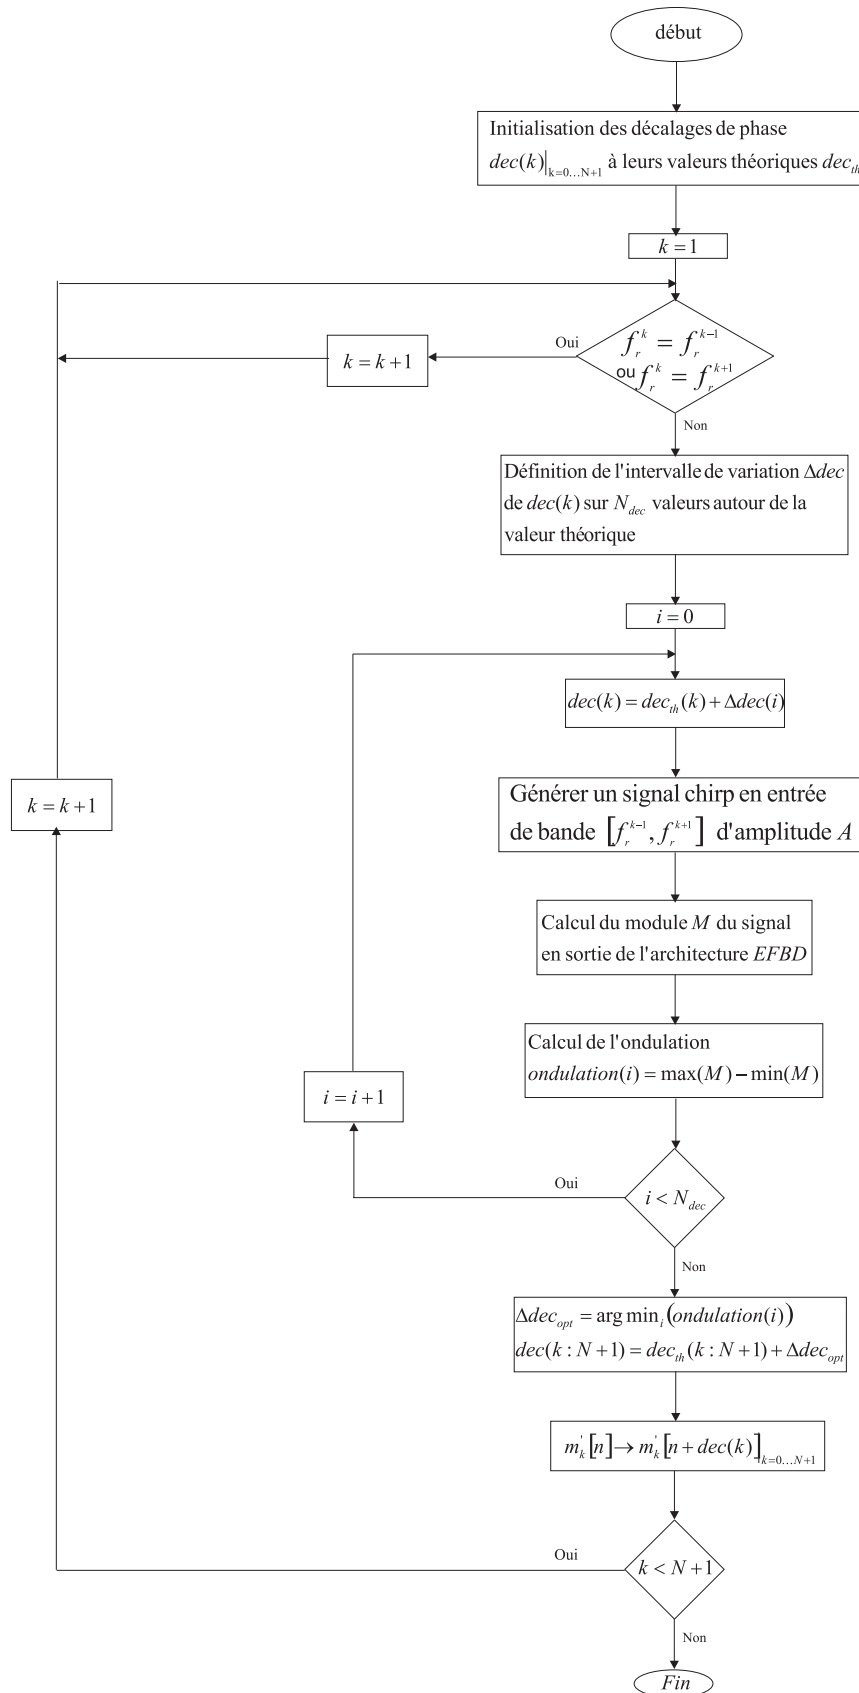 début
Initialisation des décalages de phase
dec(k)|k=0…N+1 à leurs valeurs théoriques dec_th
k = 1
Oui
f_r^k = f_r^{k-1}
ou f_r^k = f_r^{k+1}
k = k+1
Non
Définition de l'intervalle de variation Δdec
de dec(k) sur N_dec valeurs autour de la
valeur théorique
i = 0
dec(k) = dec_th(k) + Δdec(i)
Générer un signal chirp en entrée
de bande [f_r^{k-1}, f_r^{k+1}] d'amplitude A
k = k+1
Calcul du module M du signal
en sortie de l'architecture EFBD
Calcul de l'ondulation
ondulation(i) = max(M) − min(M)
i = i+1
Oui
i < N_dec
Non
Δdec_opt = arg min_i (ondulation(i))
dec(k : N+1) = dec_th(k : N+1) + Δdec_opt
m'_k[n] → m'_k[n + dec(k)]_{k=0…N+1}
Oui
k < N+1
Non
Fin